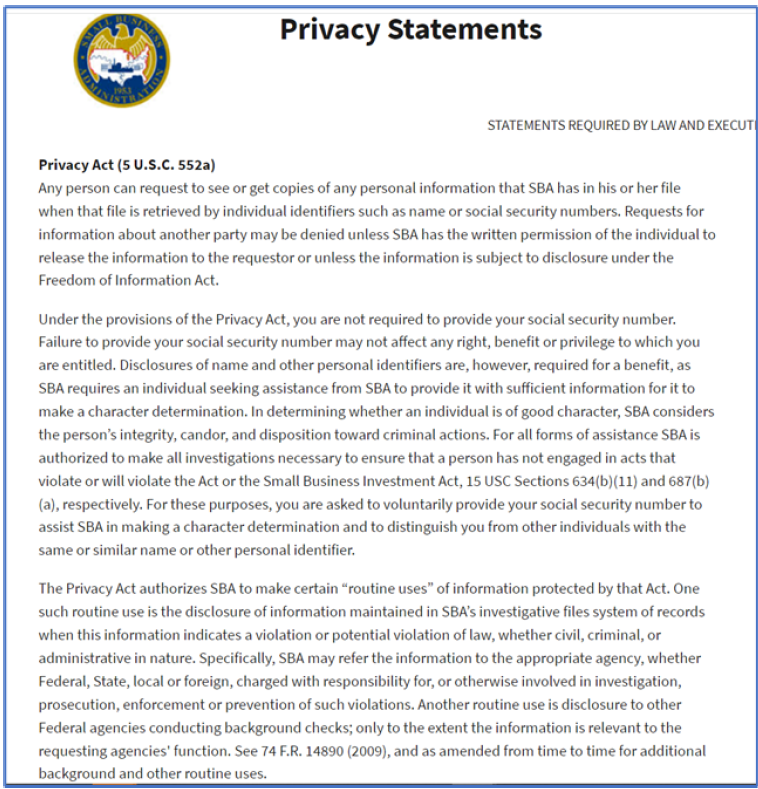 SMALL BUSINESS
ADMINISTRATION
1953
Privacy Statements
STATEMENTS REQUIRED BY LAW AND EXECUTI
Privacy Act (5 U.S.C. 552a)
Any person can request to see or get copies of any personal information that SBA has in his or her file
when that file is retrieved by individual identifiers such as name or social security numbers. Requests for
information about another party may be denied unless SBA has the written permission of the individual to
release the information to the requestor or unless the information is subject to disclosure under the
Freedom of Information Act.
Under the provisions of the Privacy Act, you are not required to provide your social security number.
Failure to provide your social security number may not affect any right, benefit or privilege to which you
are entitled. Disclosures of name and other personal identifiers are, however, required for a benefit, as
SBA requires an individual seeking assistance from SBA to provide it with sufficient information for it to
make a character determination. In determining whether an individual is of good character, SBA considers
the person’s integrity, candor, and disposition toward criminal actions. For all forms of assistance SBA is
authorized to make all investigations necessary to ensure that a person has not engaged in acts that
violate or will violate the Act or the Small Business Investment Act, 15 USC Sections 634(b)(11) and 687(b)
(a), respectively. For these purposes, you are asked to voluntarily provide your social security number to
assist SBA in making a character determination and to distinguish you from other individuals with the
same or similar name or other personal identifier.
The Privacy Act authorizes SBA to make certain “routine uses” of information protected by that Act. One
such routine use is the disclosure of information maintained in SBA’s investigative files system of records
when this information indicates a violation or potential violation of law, whether civil, criminal, or
administrative in nature. Specifically, SBA may refer the information to the appropriate agency, whether
Federal, State, local or foreign, charged with responsibility for, or otherwise involved in investigation,
prosecution, enforcement or prevention of such violations. Another routine use is disclosure to other
Federal agencies conducting background checks; only to the extent the information is relevant to the
requesting agencies' function. See 74 F.R. 14890 (2009), and as amended from time to time for additional
background and other routine uses.